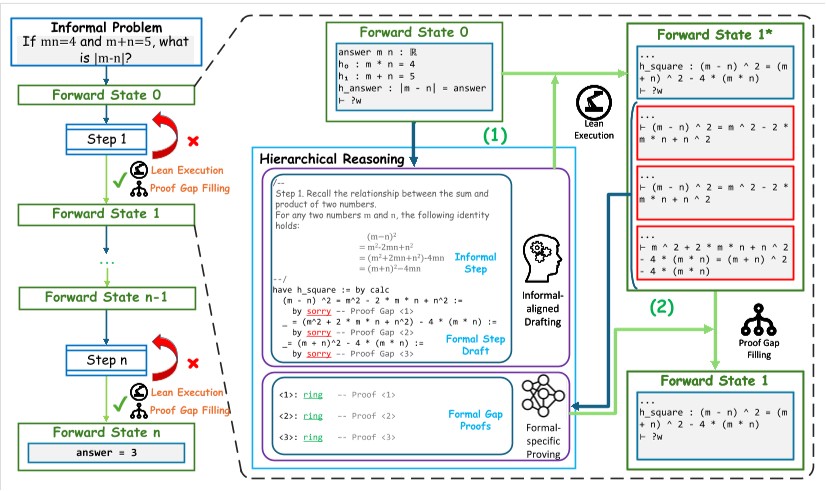 Informal Problem
If mn=4 and m+n=5, what
is |m-n|?
Forward State 0
Step 1
Lean Execution
Proof Gap Filling
Forward State 1
...
Forward State n-1
Step n
Lean Execution
Proof Gap Filling
Forward State n
answer = 3
Forward State 0
answer m n : ℝ
h₀ : m * n = 4
h₁ : m + n = 5
h_answer : |m - n| = answer
⊢ ?w
(1)
Hierarchical Reasoning
/--
Step 1. Recall the relationship between the sum and
product of two numbers.
For any two numbers m and n, the following identity
holds:
(m−n)²
= m²-2mn+n²
= (m²+2mn+n²)-4mn
= (m+n)²−4mn
--/
Informal
Step
have h_square := by calc
(m - n) ^2 = m^2 - 2 * m * n + n^2 :=
by sorry -- Proof Gap <1>
_ = (m^2 + 2 * m * n + n^2) - 4 * (m * n) :=
by sorry -- Proof Gap <2>
_= (m + n)^2 - 4 * (m * n) :=
by sorry -- Proof Gap <3>
Formal Step
Draft
Informal-
aligned
Drafting
<1>: ring -- Proof <1>
<2>: ring -- Proof <2>
<3>: ring -- Proof <3>
Formal Gap
Proofs
Formal-
specific
Proving
Lean
Execution
Forward State 1*
...
h_square : (m - n) ^ 2 = (m
+ n) ^ 2 - 4 * (m * n)
⊢ ?w
...
⊢ (m - n) ^ 2 = m ^ 2 - 2 *
m * n + n ^ 2
...
⊢ (m - n) ^ 2 = m ^ 2 - 2 *
m * n + n ^ 2
...
⊢ m ^ 2 + 2 * m * n + n ^ 2
- 4 * (m * n) = (m + n) ^ 2
- 4 * (m * n)
(2)
Proof Gap
Filling
Forward State 1
...
h_square : (m - n) ^ 2 = (m
+ n) ^ 2 - 4 * (m * n)
⊢ ?w